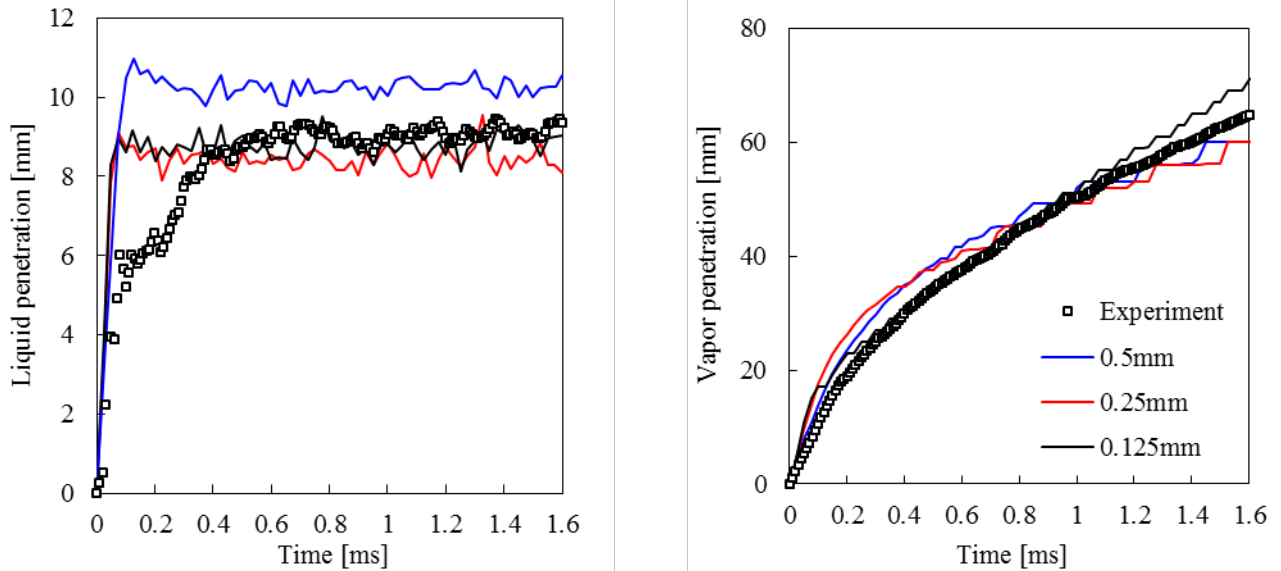 12
10
8
6
4
2
0
Liquid penetration [mm]
0 0.2 0.4 0.6 0.8 1 1.2 1.4 1.6
Time [ms]
80
60
40
20
0
Vapor penetration [mm]
Experiment
0.5mm
0.25mm
0.125mm
0 0.2 0.4 0.6 0.8 1 1.2 1.4 1.6
Time [ms]